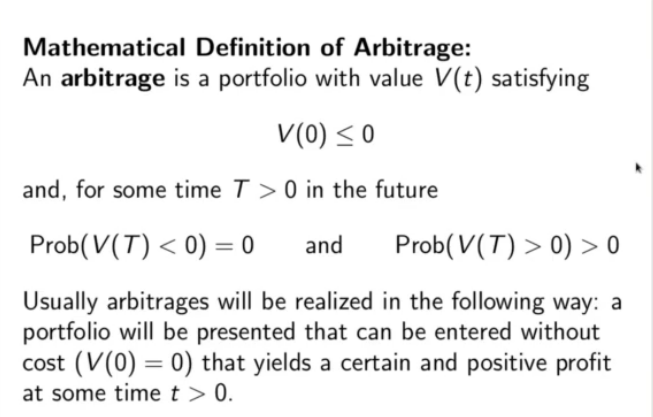 Mathematical Definition of Arbitrage:
An arbitrage is a portfolio with value V(t) satisfying
V(0) ≤ 0
and, for some time T > 0 in the future
Prob(V(T) < 0) = 0 and Prob(V(T) > 0) > 0
Usually arbitrages will be realized in the following way: a
portfolio will be presented that can be entered without
cost (V(0) = 0) that yields a certain and positive profit
at some time t > 0.